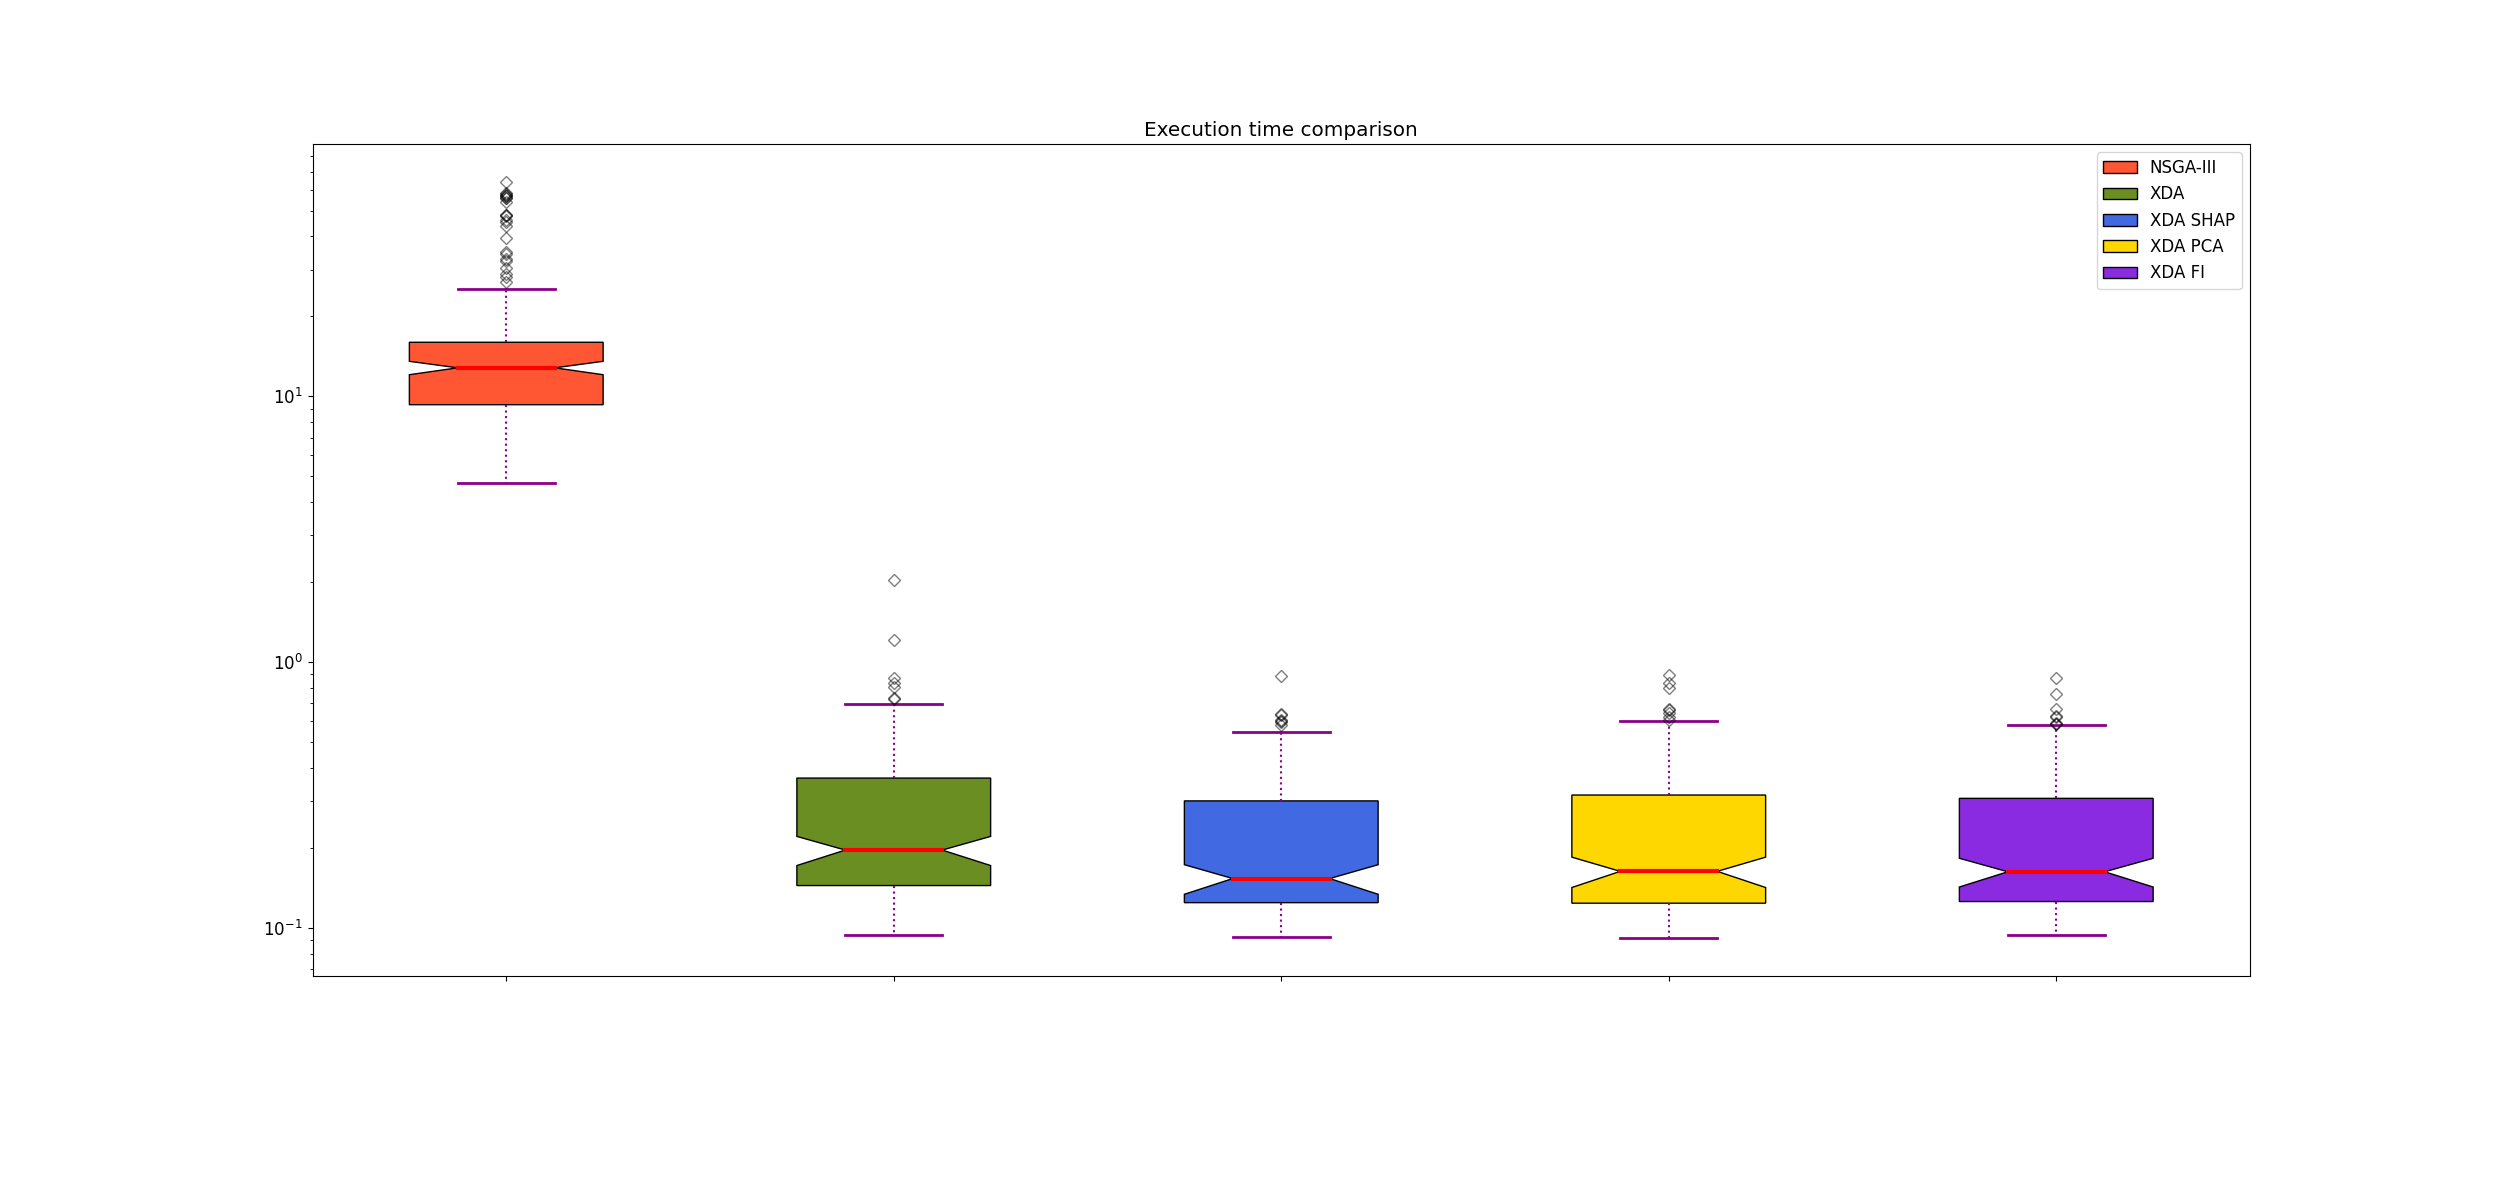 Execution time comparison
NSGA-III
XDA
XDA SHAP
XDA PCA
XDA FI
10¹
10⁰
10⁻¹